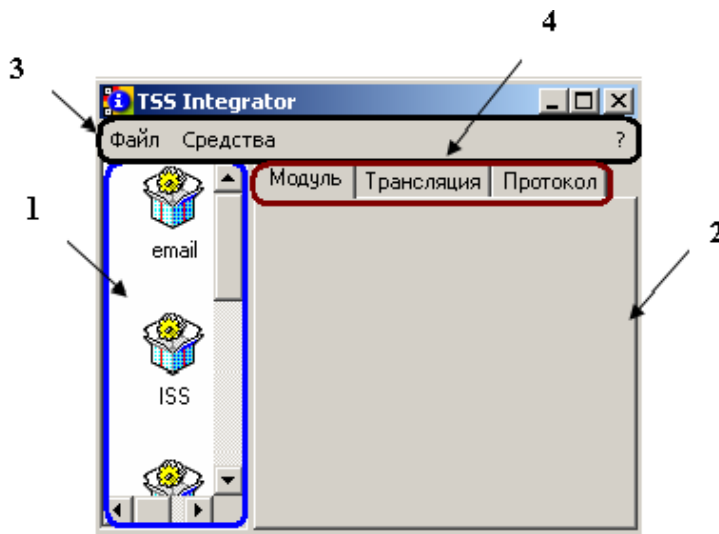 4
3
TSS Integrator
Файл Средства ?
Модуль Трансляция Протокол
1
email
2
ISS